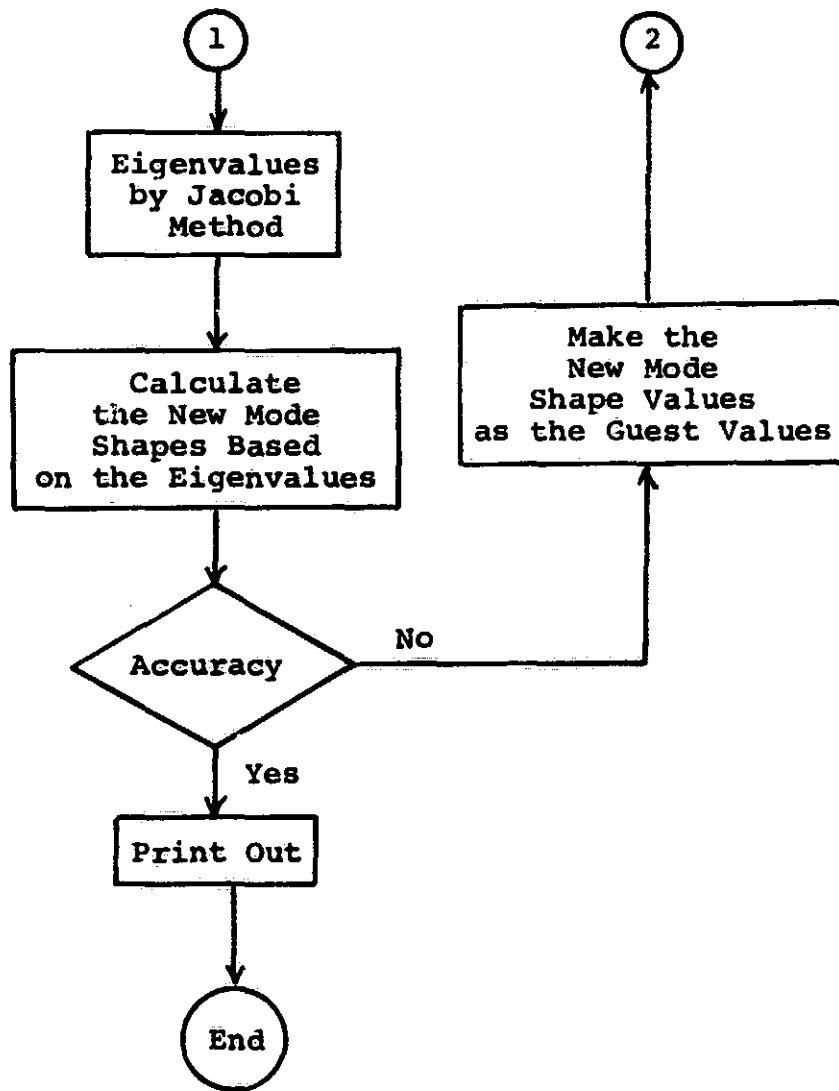 1
Eigenvalues
by Jacobi
Method
Calculate
the New Mode
Shapes Based
on the Eigenvalues
Accuracy
Yes
Print Out
End
No
Make the
New Mode
Shape Values
as the Guest Values
2